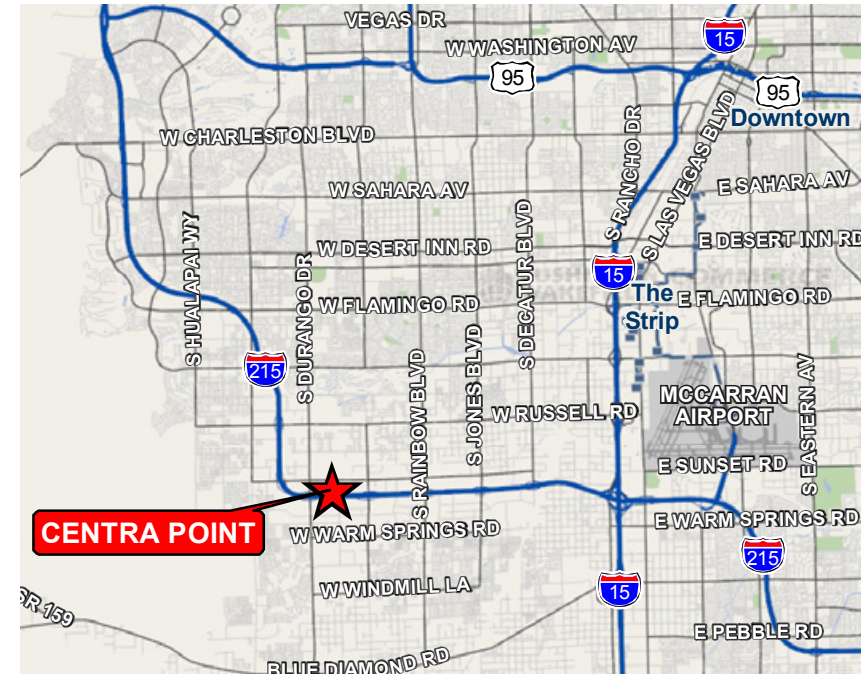 VEGAS DR
15
W WASHINGTON AV
95
95
Downtown
W CHARLESTON BLVD
S RANCHO DR
S LAS VEGAS BLVD
W SAHARA AV
E SAHARA AV
S HUALAPAI WY
S DECATUR BLVD
W DESERT INN RD
E DESERT INN RD
S DURANGO DR
15
The
Strip
W FLAMINGO RD
E FLAMINGO RD
215
S RAINBOW BLVD
S JONES BLVD
S EASTERN AV
MCCARRAN
AIRPORT
W RUSSELL RD
E SUNSET RD
CENTRA POINT
W WARM SPRINGS RD
E WARM SPRINGS RD
215
W WINDMILL LA
15
SR 159
E PEBBLE RD
BLUE DIAMOND RD